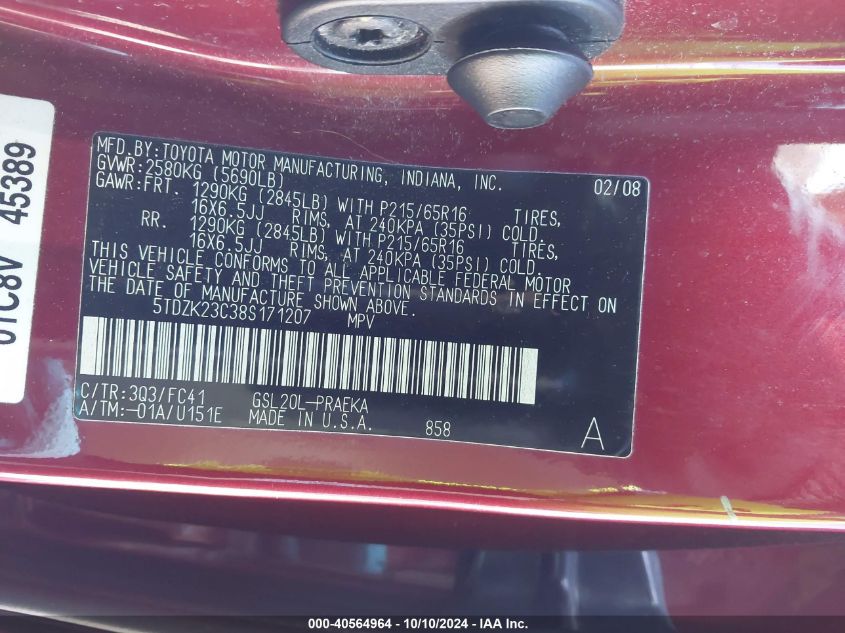 MFD.BY:TOYOTA MOTOR MANUFACTURING, INDIANA, INC. 02/08
GVWR:2580KG (5690LB)
GAWR:FRT. 1290KG (2845LB) WITH P215/65R16 TIRES,
16X6.5JJ RIMS, AT 240KPA (35PSI) COLD.
RR. 1290KG (2845LB) WITH P215/65R16 TIRES,
16X6.5JJ RIMS, AT 240KPA (35PSI) COLD.
THIS VEHICLE CONFORMS TO ALL APPLICABLE FEDERAL MOTOR
VEHICLE SAFETY AND THEFT PREVENTION STANDARDS IN EFFECT ON
THE DATE OF MANUFACTURE SHOWN ABOVE.
5TDZK23C38S171207 MPV
C/TR:3Q3/FC41 GSL20L-PRAEKA
A/TM:-01A/U151E MADE IN U.S.A. 858 A
01C8V 45389
000-40564964 - 10/10/2024 - IAA Inc.